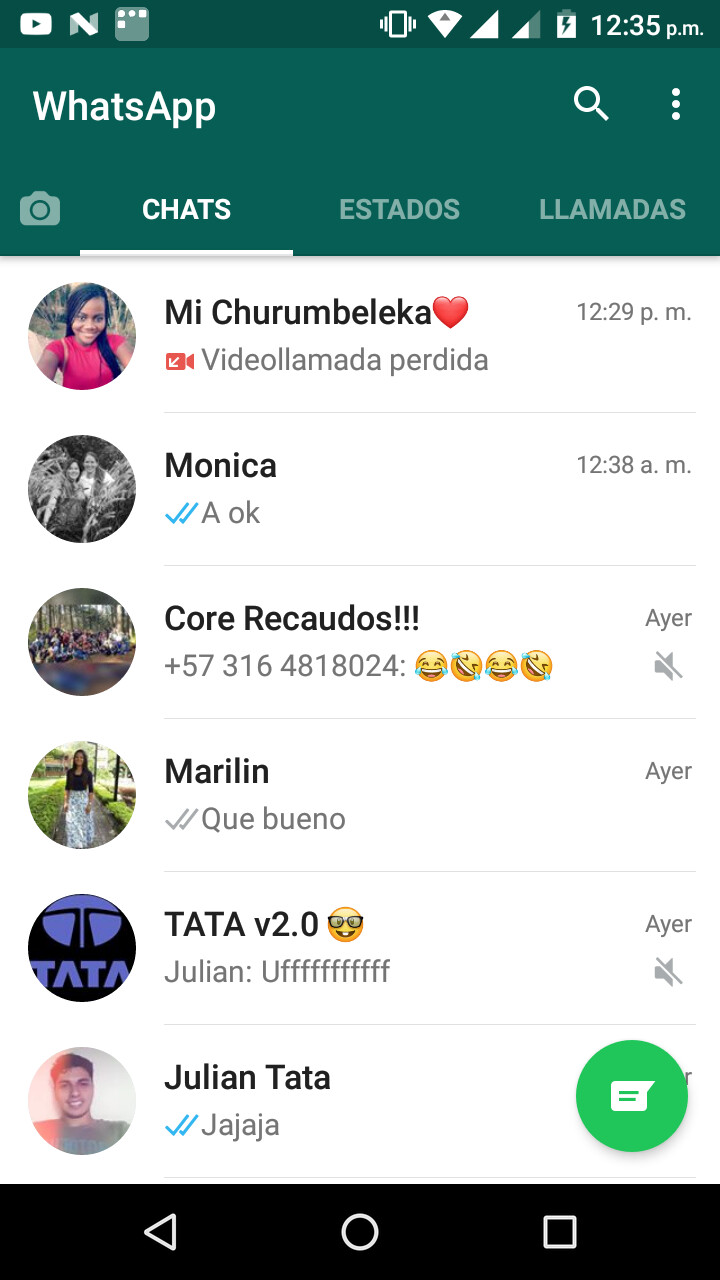 12:35 p.m.
WhatsApp
CHATS ESTADOS LLAMADAS
Mi Churumbeleka❤️ 12:29 p. m.
Videollamada perdida
Monica 12:38 a. m.
A ok
Core Recaudos!!! Ayer
+57 316 4818024: 😂🤣😂🤣
Marilin Ayer
Que bueno
TATA v2.0 🤓 Ayer
TATA
Julian: Ufffffffffff
Julian Tata
Jajaja